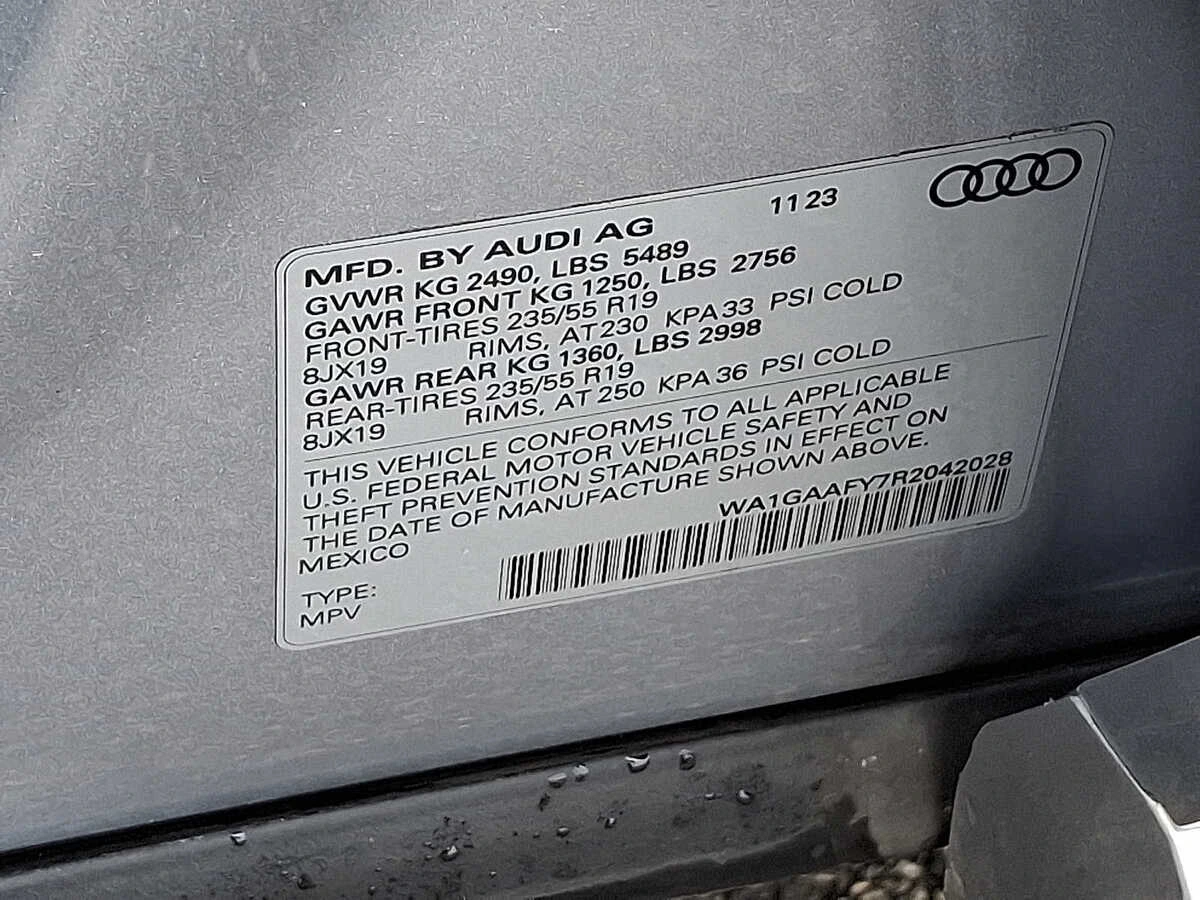 11 23
MFD. BY AUDI AG
GVWR KG 2490, LBS 5489
GAWR FRONT KG 1250, LBS 2756
FRONT-TIRES 235/55 R19
8JX19 RIMS, AT 230 KPA 33 PSI COLD
GAWR REAR KG 1360, LBS 2998
REAR-TIRES 235/55 R19
8JX19 RIMS, AT 250 KPA 36 PSI COLD
THIS VEHICLE CONFORMS TO ALL APPLICABLE
U.S. FEDERAL MOTOR VEHICLE SAFETY AND
THEFT PREVENTION STANDARDS IN EFFECT ON
THE DATE OF MANUFACTURE SHOWN ABOVE.
MEXICO
WA1GAAFY7R2042028
TYPE:
MPV